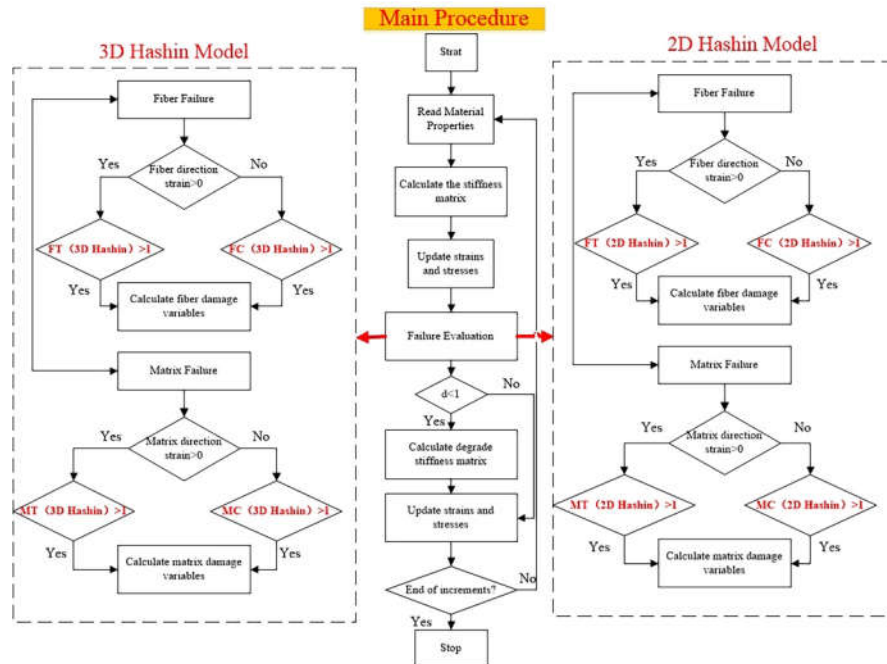 Main Procedure
3D Hashin Model
Fiber Failure
Yes
No
Fiber direction
strain>0
FT（3D Hashin）>1
FC（3D Hashin）>1
Yes
Yes
Calculate fiber damage
variables
Matrix Failure
Yes
No
Matrix direction
strain>0
MT（3D Hashin）>1
MC（3D Hashin）>1
Yes
Yes
Calculate matrix damage
variables
Strat
Read Material
Properties
Calculate the stiffness
matrix
Update strains
and stresses
Failure Evaluation
d<1
No
Yes
Calculate degrade
stiffness matrix
Update strains and
stresses
End of increments?
No
Yes
Stop
2D Hashin Model
Fiber Failure
Yes
No
Fiber direction
strain>0
FT（2D Hashin）>1
FC（2D Hashin）>1
Yes
Yes
Calculate fiber damage
variables
Matrix Failure
Yes
No
Matrix direction
strain>0
MT（2D Hashin）>1
MC（2D Hashin）>1
Yes
Yes
Calculate matrix damage
variables